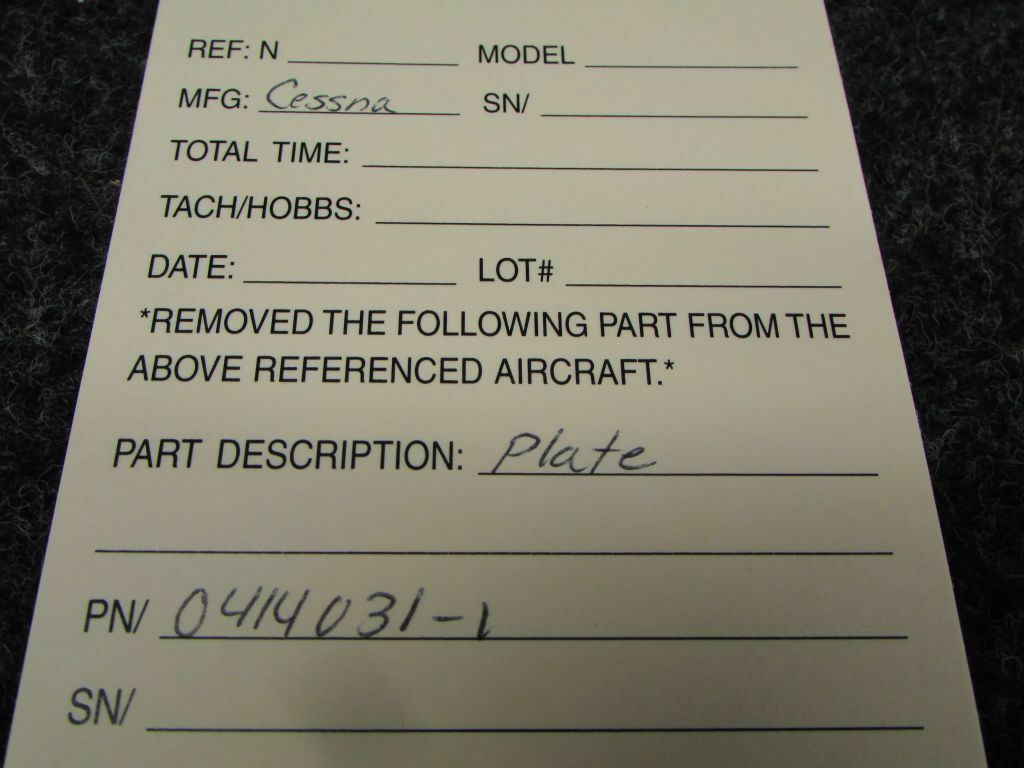 REF: N MODEL
MFG: Cessna SN/
TOTAL TIME:
TACH/HOBBS:
DATE: LOT#
*REMOVED THE FOLLOWING PART FROM THE
ABOVE REFERENCED AIRCRAFT.*
PART DESCRIPTION: Plate
PN/ 0414031-1
SN/